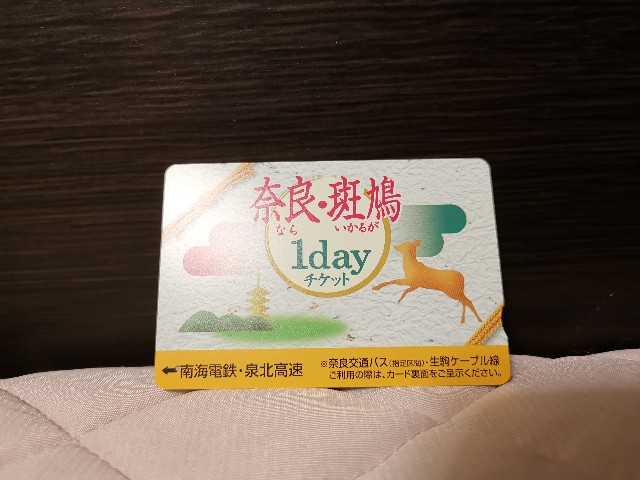 奈良・斑鳩
なら いかるが
1day
チケット
←南海電鉄・泉北高速
※奈良交通バス(指定区間)・生駒ケーブル線
ご利用の際は、カード裏面をご呈示ください。